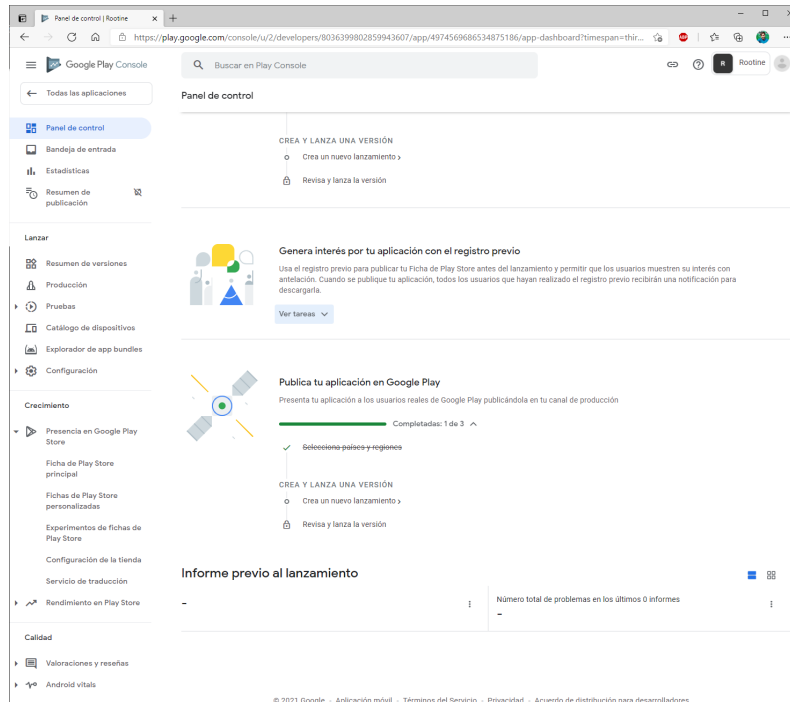 Panel de control | Rootine
https://play.google.com/console/u/2/developers/8036399802859943607/app/4974569686534875186/app-dashboard?timespan=thir...
Google Play Console
Buscar en Play Console
R
Rootine
Todas las aplicaciones
Panel de control
Panel de control
Bandeja de entrada
Estadísticas
Resumen de
publicación
Lanzar
Resumen de versiones
Producción
Pruebas
Catálogo de dispositivos
Explorador de app bundles
Configuración
Crecimiento
Presencia en Google Play
Store
Ficha de Play Store
principal
Fichas de Play Store
personalizadas
Experimentos de fichas de
Play Store
Configuración de la tienda
Servicio de traducción
Rendimiento en Play Store
Calidad
Valoraciones y reseñas
Android vitals
CREA Y LANZA UNA VERSIÓN
Crea un nuevo lanzamiento
Revisa y lanza la versión
Genera interés por tu aplicación con el registro previo
Usa el registro previo para publicar tu Ficha de Play Store antes del lanzamiento y permitir que los usuarios muestren su interés con
antelación. Cuando se publique tu aplicación, todos los usuarios que hayan realizado el registro previo recibirán una notificación para
descargarla.
Ver tareas
Publica tu aplicación en Google Play
Presenta tu aplicación a los usuarios reales de Google Play publicándola en tu canal de producción
Completadas: 1 de 3
Selecciona países y regiones
CREA Y LANZA UNA VERSIÓN
Crea un nuevo lanzamiento
Revisa y lanza la versión
Informe previo al lanzamiento
-
Número total de problemas en los últimos 0 informes
-
© 2021 Google - Aplicación móvil - Términos del Servicio - Privacidad - Acuerdo de distribución para desarrolladores